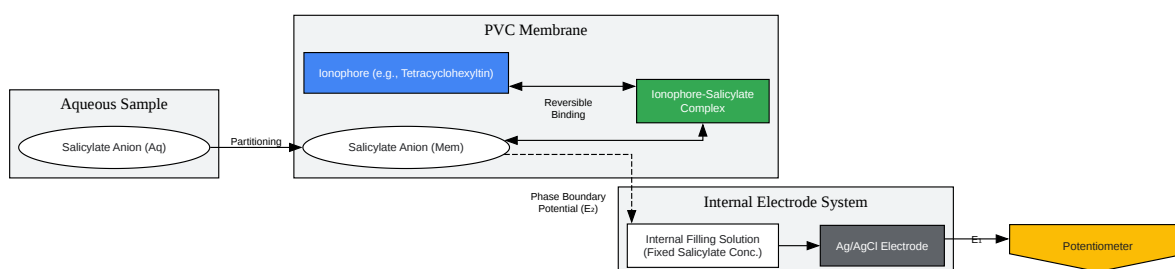 PVC Membrane
Ionophore (e.g., Tetracyclohexyltin)
Ionophore-Salicylate
Complex
Reversible
Binding
Aqueous Sample
Salicylate Anion (Aq)
Partitioning
Salicylate Anion (Mem)
Phase Boundary
Potential (E₂)
Internal Electrode System
Internal Filling Solution
(Fixed Salicylate Conc.)
Ag/AgCl Electrode
E₁
Potentiometer